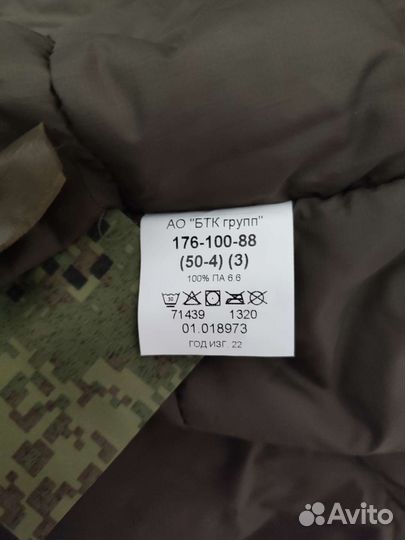 АО "БТК групп"
176-100-88
(50-4) (3)
100% ПА 6.6
30
71439 1320
01.018973
ГОД ИЗГ. 22
Avito